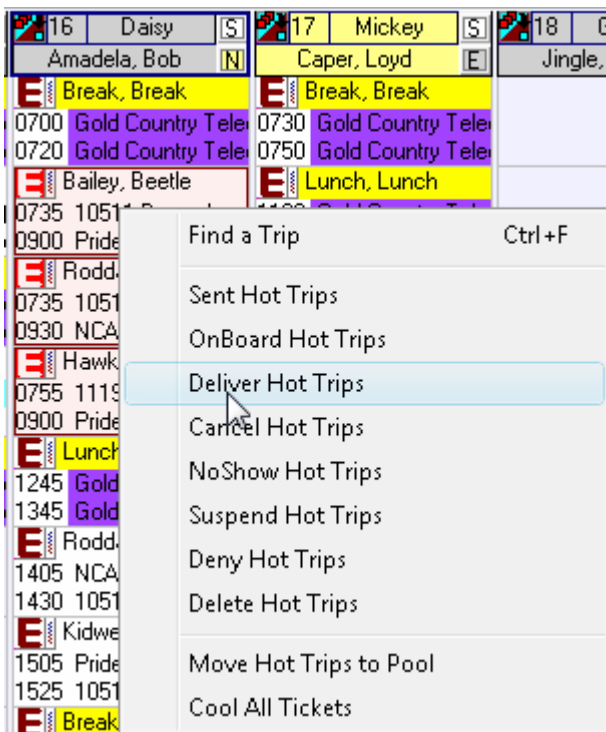 16 Daisy S 17 Mickey S 18
Amadela, Bob N Caper, Loyd E Jingle,
E Break, Break E Break, Break
0700 Gold Country Tele 0730 Gold Country Tele
0720 Gold Country Tele 0750 Gold Country Tele
E Bailey, Beetle E Lunch, Lunch
0735 1051
0900 Pride
E Rodd
0735 1051
0930 NCA
E Hawk
0755 1119
0900 Pride
E Lunch
1245 Gold
1345 Gold
E Rodd
1405 NCA
1430 1051
E Kidwe
1505 Pride
1525 1051
E Break
Find a Trip Ctrl+F
Sent Hot Trips
OnBoard Hot Trips
Deliver Hot Trips
Cancel Hot Trips
NoShow Hot Trips
Suspend Hot Trips
Deny Hot Trips
Delete Hot Trips
Move Hot Trips to Pool
Cool All Tickets